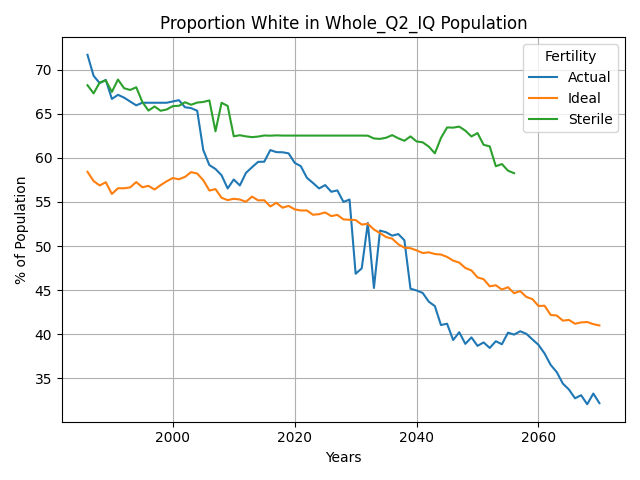 Proportion White in Whole_Q2_IQ Population
Fertility
Actual
Ideal
Sterile
% of Population
70
65
60
55
50
45
40
35
2000
2020
2040
2060
Years